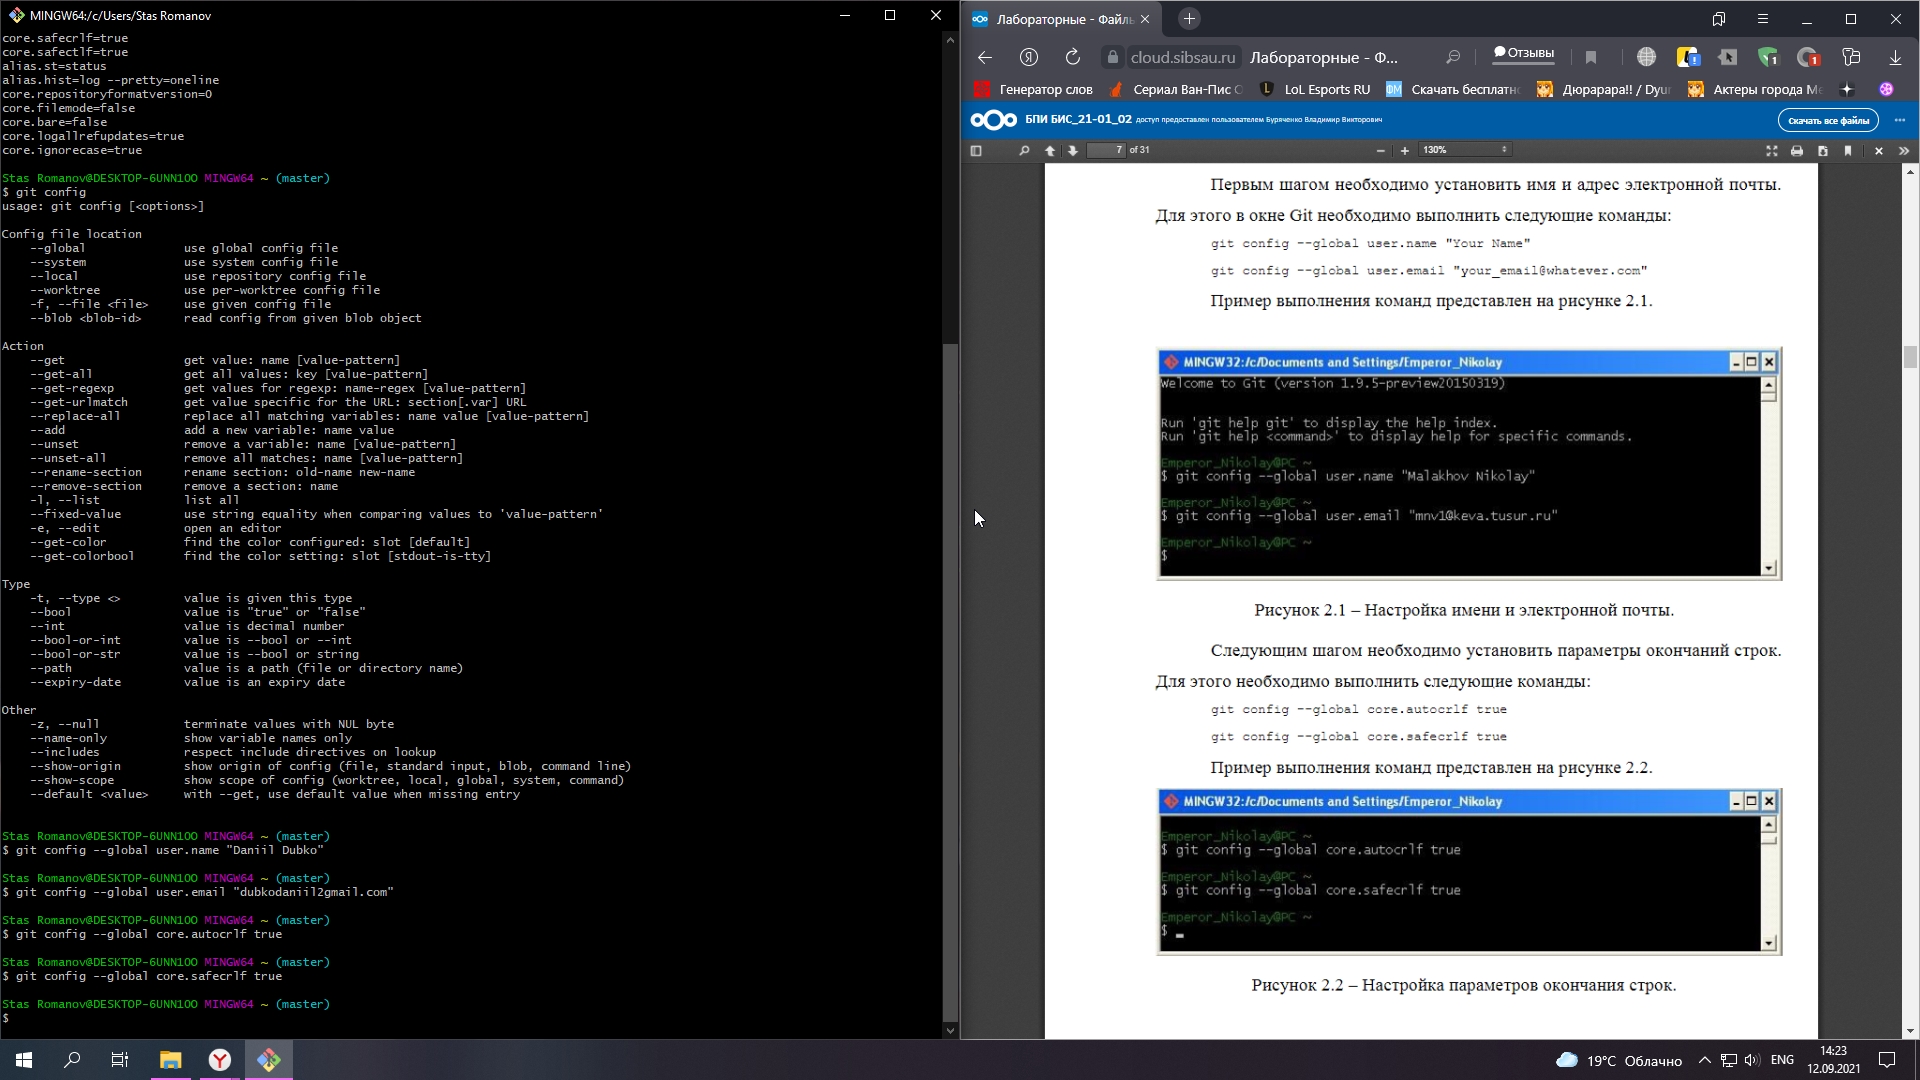 MINGW64:/c/Users/Stas Romanov
core.safecrlf=true
core.safectlf=true
alias.st=status
alias.hist=log --pretty=oneline
core.repositoryformatversion=0
core.filemode=false
core.bare=false
core.logallrefupdates=true
core.ignorecase=true
Stas Romanov@DESKTOP-6UNN1OO MINGW64 ~ (master)
$ git config
usage: git config [<options>]
Config file location
--global use global config file
--system use system config file
--local use repository config file
--worktree use per-worktree config file
-f, --file <file> use given config file
--blob <blob-id> read config from given blob object
Action
--get get value: name [value-pattern]
--get-all get all values: key [value-pattern]
--get-regexp get values for regexp: name-regex [value-pattern]
--get-urlmatch get value specific for the URL: section[.var] URL
--replace-all replace all matching variables: name value [value-pattern]
--add add a new variable: name value
--unset remove a variable: name [value-pattern]
--unset-all remove all matches: name [value-pattern]
--rename-section rename section: old-name new-name
--remove-section remove a section: name
-l, --list list all
--fixed-value use string equality when comparing values to 'value-pattern'
-e, --edit open an editor
--get-color find the color configured: slot [default]
--get-colorbool find the color setting: slot [stdout-is-tty]
Type
-t, --type <> value is given this type
--bool value is "true" or "false"
--int value is decimal number
--bool-or-int value is --bool or --int
--bool-or-str value is --bool or string
--path value is a path (file or directory name)
--expiry-date value is an expiry date
Other
-z, --null terminate values with NUL byte
--name-only show variable names only
--includes respect include directives on lookup
--show-origin show origin of config (file, standard input, blob, command line)
--show-scope show scope of config (worktree, local, global, system, command)
--default <value> with --get, use default value when missing entry
Stas Romanov@DESKTOP-6UNN1OO MINGW64 ~ (master)
$ git config --global user.name "Daniil Dubko"
Stas Romanov@DESKTOP-6UNN1OO MINGW64 ~ (master)
$ git config --global user.email "dubkodaniil2gmail.com"
Stas Romanov@DESKTOP-6UNN1OO MINGW64 ~ (master)
$ git config --global core.autocrlf true
Stas Romanov@DESKTOP-6UNN1OO MINGW64 ~ (master)
$ git config --global core.safecrlf true
Stas Romanov@DESKTOP-6UNN1OO MINGW64 ~ (master)
$
Лабораторные - Файль
cloud.sibsau.ru Лабораторные - Ф... Отзывы
Генератор слов Сериал Ван-Пис LoL Esports RU Скачать бесплатн Дюрарара!! / Dyur Актеры города М
БПИ БИС_21-01_02 доступ предоставлен пользователем Буряченко Владимир Викторович Скачать все файлы
7 of 31 130%
Первым шагом необходимо установить имя и адрес электронной почты.
Для этого в окне Git необходимо выполнить следующие команды:
git config --global user.name "Your Name"
git config --global user.email "your_email@whatever.com"
Пример выполнения команд представлен на рисунке 2.1.
MINGW32:/c/Documents and Settings/Emperor_Nikolay
Welcome to Git (version 1.9.5-preview20150319)
Run 'git help git' to display the help index.
Run 'git help <command>' to display help for specific commands.
Emperor_Nikolay@PC ~
$ git config --global user.name "Malakhov Nikolay"
Emperor_Nikolay@PC ~
$ git config --global user.email "mnv1@keva.tusur.ru"
Emperor_Nikolay@PC ~
$
Рисунок 2.1 – Настройка имени и электронной почты.
Следующим шагом необходимо установить параметры окончаний строк.
Для этого необходимо выполнить следующие команды:
git config --global core.autocrlf true
git config --global core.safecrlf true
Пример выполнения команд представлен на рисунке 2.2.
MINGW32:/c/Documents and Settings/Emperor_Nikolay
Emperor_Nikolay@PC ~
$ git config --global core.autocrlf true
Emperor_Nikolay@PC ~
$ git config --global core.safecrlf true
Emperor_Nikolay@PC ~
$
Рисунок 2.2 – Настройка параметров окончания строк.
19°C Облачно ENG 14:23
12.09.2021